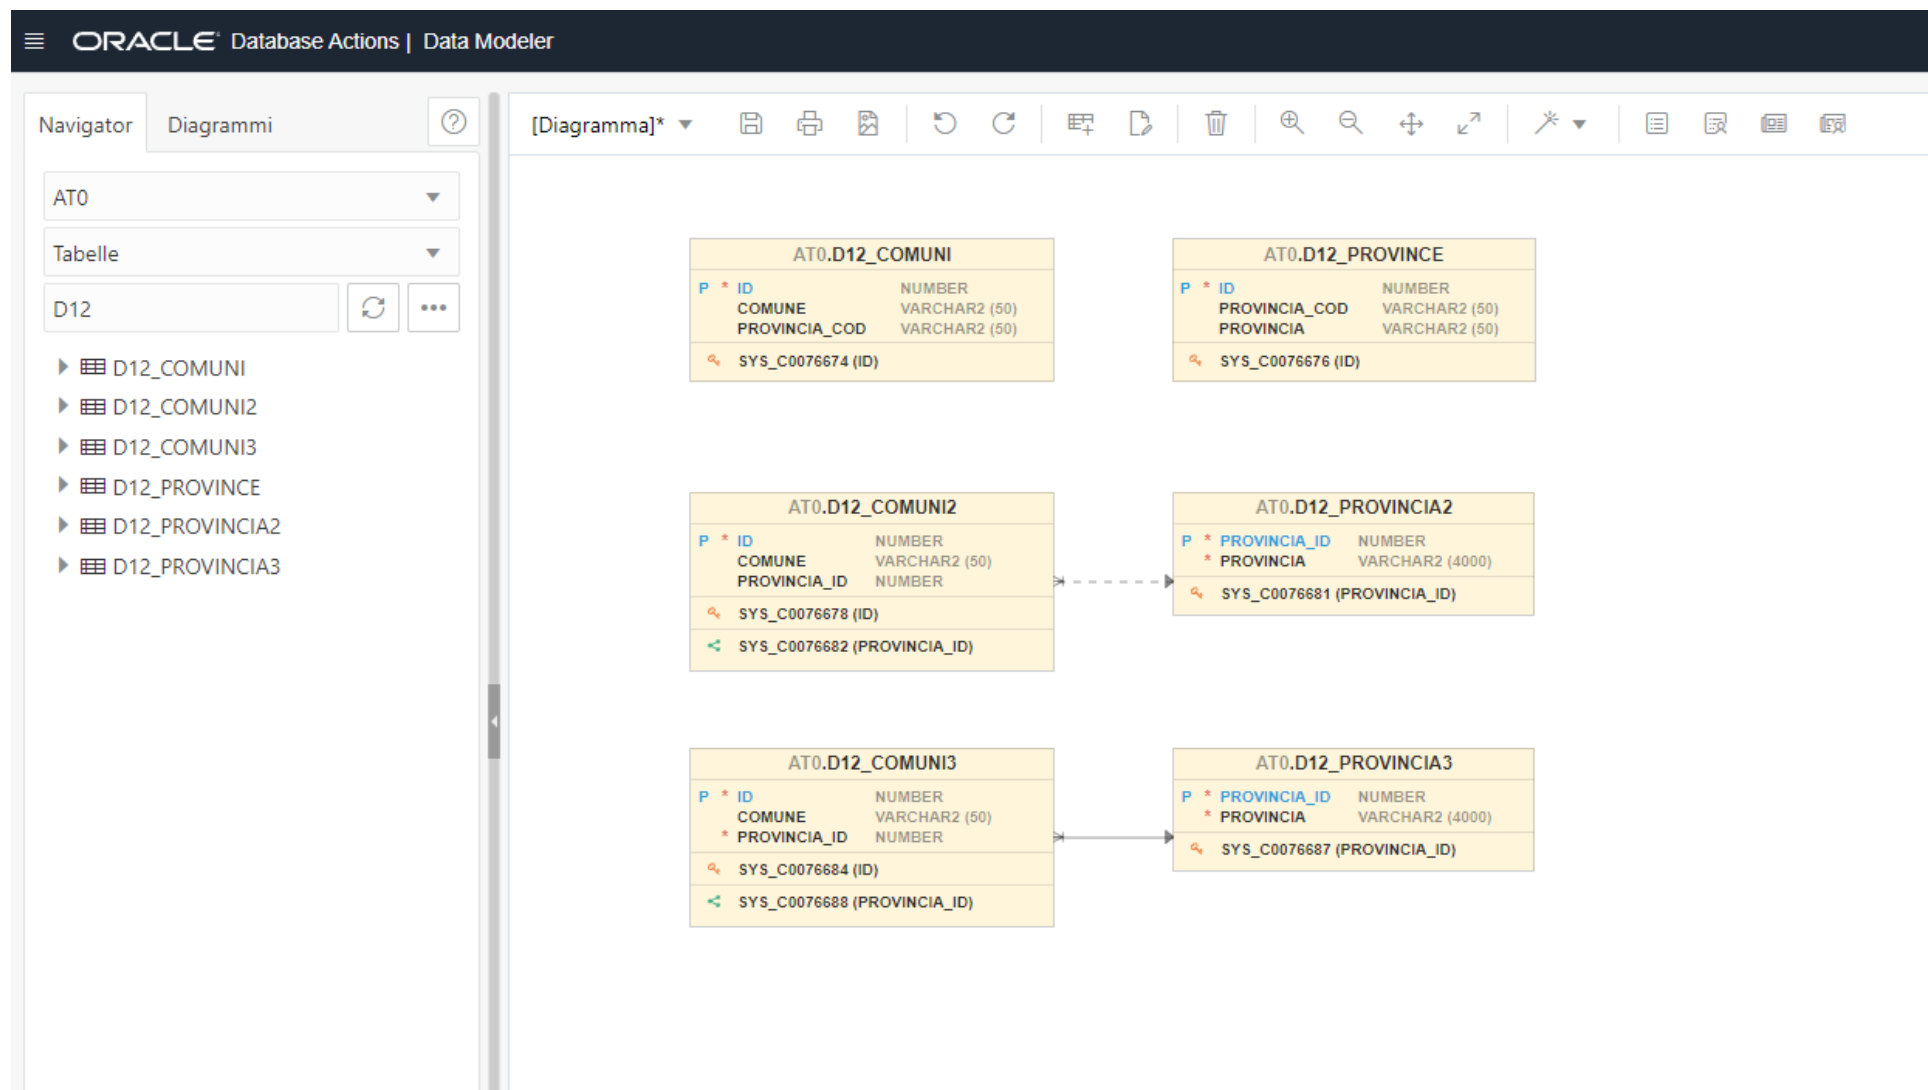 ORACLE Database Actions | Data Modeler
Navigator Diagrammi
[Diagramma]*
AT0
Tabelle
D12
D12_COMUNI
D12_COMUNI2
D12_COMUNI3
D12_PROVINCE
D12_PROVINCIA2
D12_PROVINCIA3
AT0.D12_COMUNI
P * ID NUMBER
COMUNE VARCHAR2 (50)
PROVINCIA_COD VARCHAR2 (50)
SYS_C0076674 (ID)
AT0.D12_PROVINCE
P * ID NUMBER
PROVINCIA_COD VARCHAR2 (50)
PROVINCIA VARCHAR2 (50)
SYS_C0076676 (ID)
AT0.D12_COMUNI2
P * ID NUMBER
COMUNE VARCHAR2 (50)
PROVINCIA_ID NUMBER
SYS_C0076678 (ID)
SYS_C0076682 (PROVINCIA_ID)
AT0.D12_PROVINCIA2
P * PROVINCIA_ID NUMBER
* PROVINCIA VARCHAR2 (4000)
SYS_C0076681 (PROVINCIA_ID)
AT0.D12_COMUNI3
P * ID NUMBER
COMUNE VARCHAR2 (50)
* PROVINCIA_ID NUMBER
SYS_C0076684 (ID)
SYS_C0076688 (PROVINCIA_ID)
AT0.D12_PROVINCIA3
P * PROVINCIA_ID NUMBER
* PROVINCIA VARCHAR2 (4000)
SYS_C0076687 (PROVINCIA_ID)